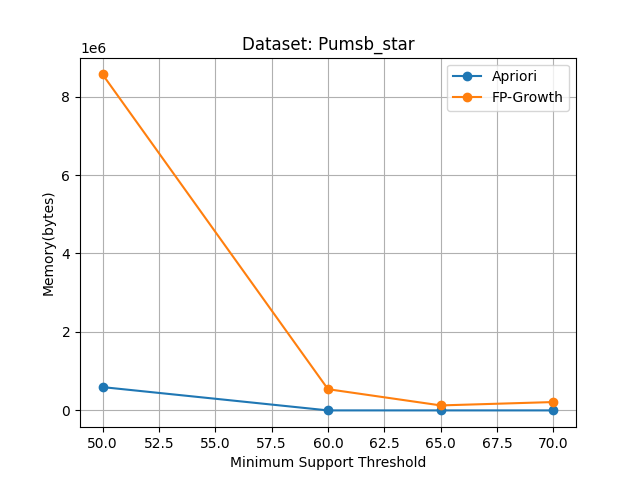 Dataset: Pumsb_star
1e6
Apriori
FP-Growth
8
6
4
2
0
Memory(bytes)
50.0 52.5 55.0 57.5 60.0 62.5 65.0 67.5 70.0
Minimum Support Threshold